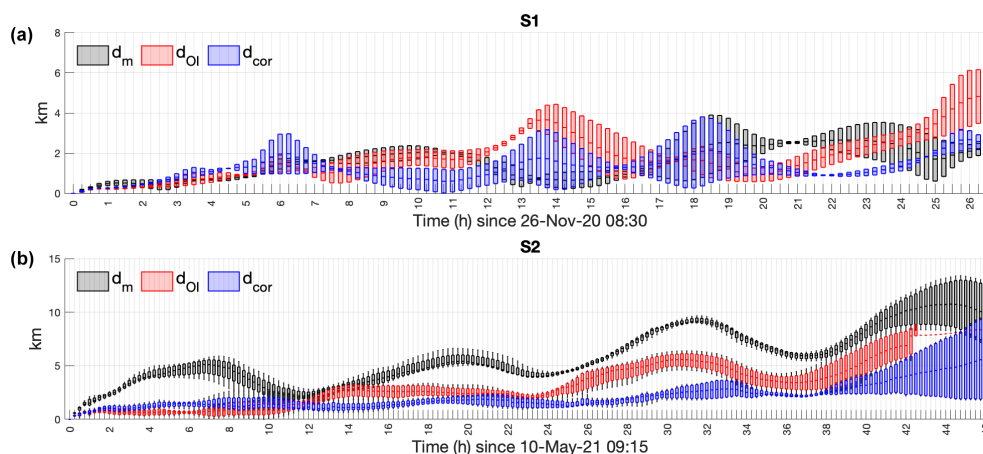 S1
(a)
8
6
4
2
0
km
d_m d_OI d_cor
0 1 2 3 4 5 6 7 8 9 10 11 12 13 14 15 16 17 18 19 20 21 22 23 24 25 26
Time (h) since 26-Nov-20 08:30
S2
(b)
15
10
5
0
km
d_m d_OI d_cor
0 2 4 6 8 10 12 14 16 18 20 22 24 26 28 30 32 34 36 38 40 42 44
Time (h) since 10-May-21 09:15